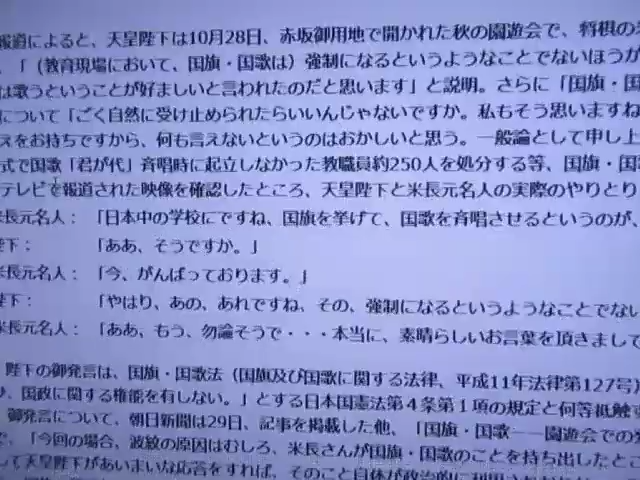 報道によると、天皇陛下は10月28日、赤坂御用地で開かれた秋の園遊会で、将棋の
、「（教育現場において、国旗・国歌は）強制になるというようなことでないほうが
は歌うということが好ましいと言われたのだと思います」と説明。さらに「国旗・国
について「ごく自然に受け止められたらいいんじゃないですか。私もそう思いますね
スをお持ちですから、何も言えないというのはおかしいと思う。一般論として申し上
式で国歌「君が代」斉唱時に起立しなかった教職員約250人を処分する等、国旗・国
テレビで報道された映像を確認したところ、天皇陛下と米長元名人の実際のやりとり
米長元名人：「日本中の学校にですね、国旗を挙げて、国歌を斉唱させるというのが、
陛下：「ああ、そうですか。」
米長元名人：「今、がんばっております。」
陛下：「やはり、あの、あれですね、その、強制になるというようなことでない
米長元名人：「ああ、もう、勿論そうで・・・本当に、素晴らしいお言葉を頂きまして
陛下の御発言は、国旗・国歌法（国旗及び国歌に関する法律、平成11年法律第127号）
、国政に関する権能を有しない。」とする日本国憲法第４条第１項の規定と何等抵触
御発言について、朝日新聞は29日、記事を掲載した他、「国旗・国歌――園遊会での
で、「今回の場合、波紋の原因はむしろ、米長さんが国旗・国歌のことを持ち出したとこ
して天皇陛下があいまいな応答をすれば、そのこと自体が政治的に利用され